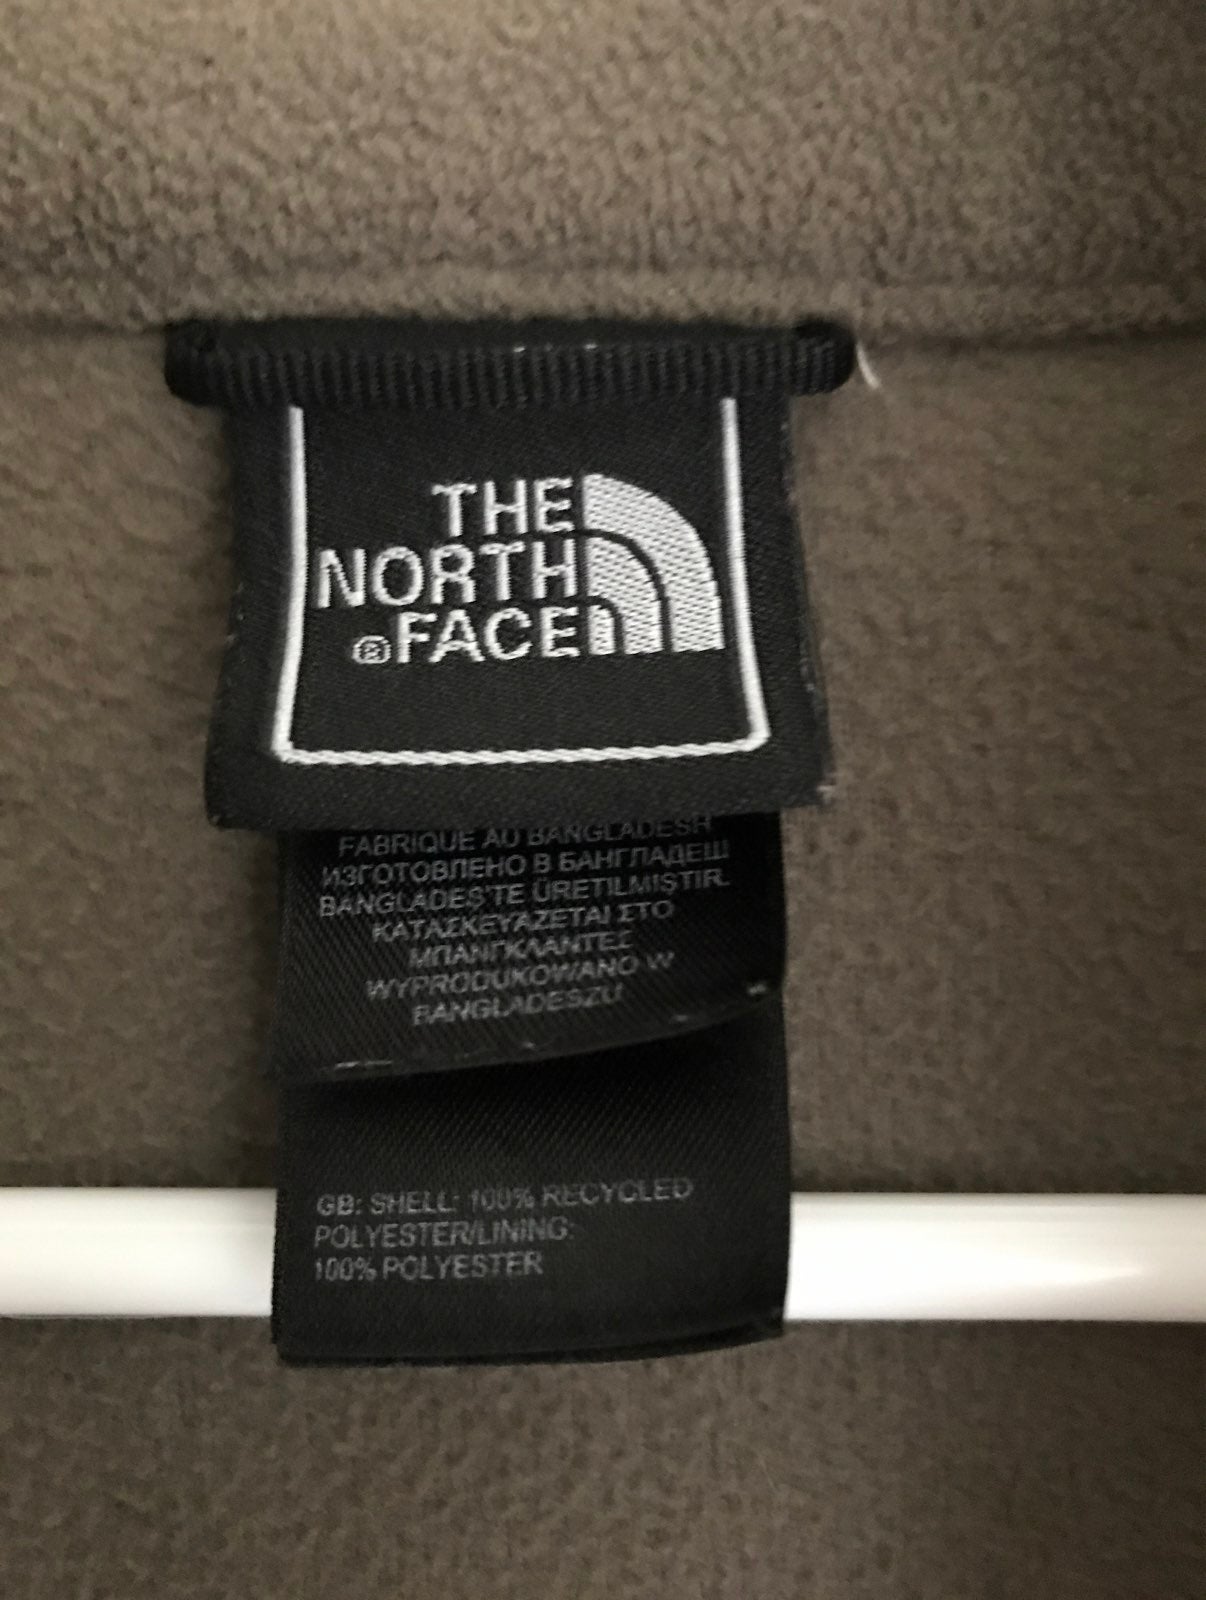 THE
NORTH
®FACE
FABRIQUE AU BANGLADESH
ИЗГОТОВЛЕНО В БАНГЛАДЕШ
BANGLADEŞ'TE ÜRETILMIŞTIR.
ΚΑΤΑΣΚΕΥΑΖΕΤΑΙ ΣΤΟ
ΜΠΑΝΓΚΛΑΝΤΕΣ
WYPRODUKOWANO W
BANGLADESZU
GB: SHELL: 100% RECYCLED
POLYESTER/LINING:
100% POLYESTER